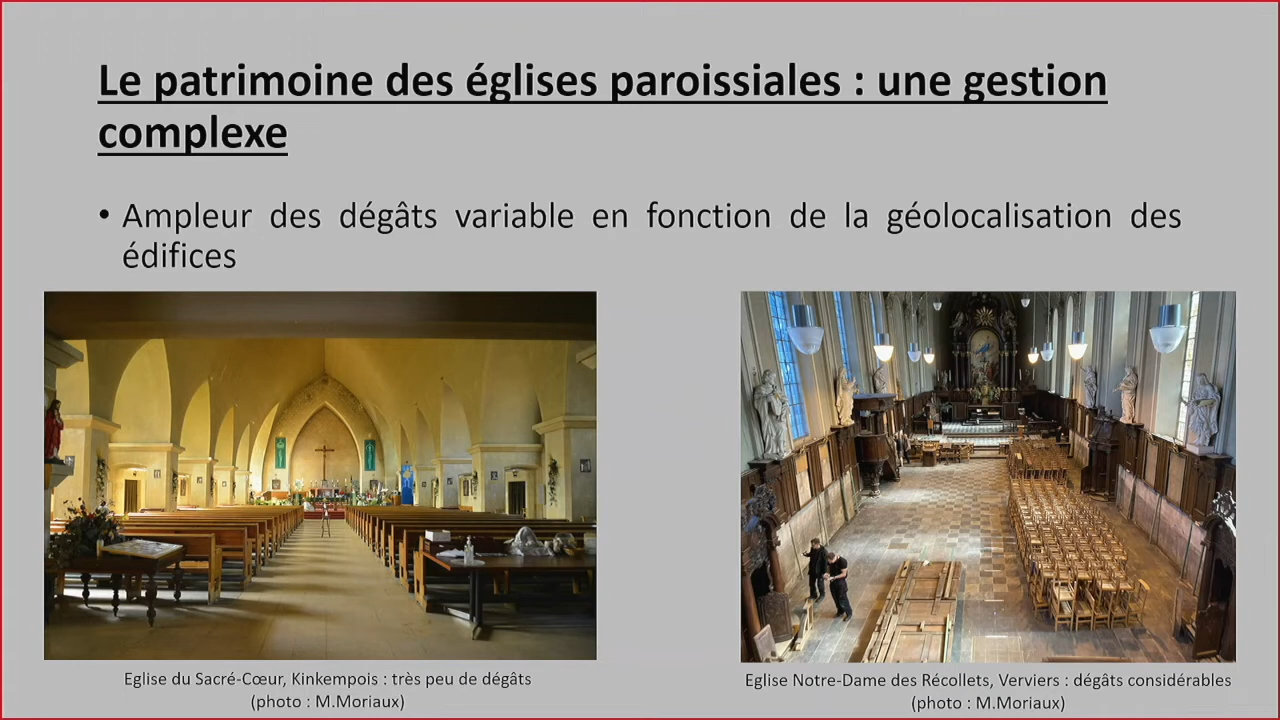 Le patrimoine des églises paroissiales : une gestion
complexe
• Ampleur des dégâts variable en fonction de la géolocalisation des
édifices
Eglise du Sacré-Cœur, Kinkempois : très peu de dégâts
(photo : M.Moriaux)
Eglise Notre-Dame des Récollets, Verviers : dégâts considérables
(photo : M.Moriaux)